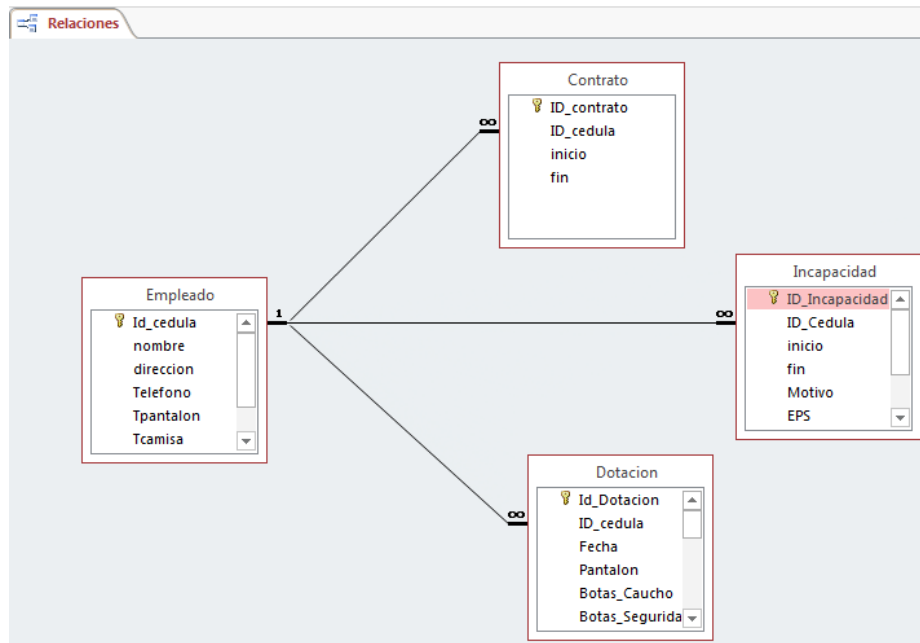 Relaciones
Contrato
ID_contrato
ID_cedula
inicio
fin
∞
Incapacidad
ID_Incapacidad
ID_Cedula
inicio
fin
Motivo
EPS
∞
Empleado
Id_cedula
nombre
direccion
Telefono
Tpantalon
Tcamisa
1
Dotacion
Id_Dotacion
ID_cedula
Fecha
Pantalon
Botas_Caucho
Botas_Segurida
∞